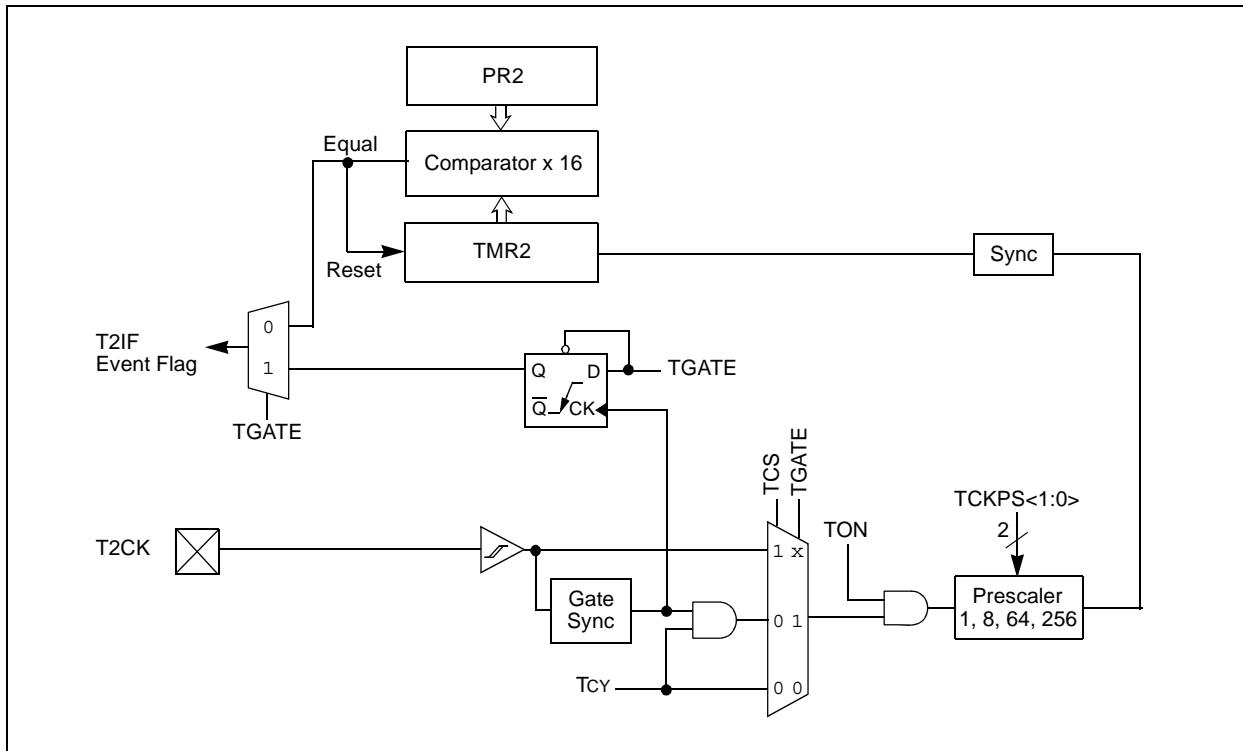 PR2
Equal
Comparator x 16
TMR2
Reset
Sync
T2IF
Event Flag
0
1
TGATE
Q
D
Q̅
CK
TGATE
TCS
TGATE
TCKPS<1:0>
2
TON
T2CK
1 x
Gate
Sync
0 1
Prescaler
1, 8, 64, 256
TCY
0 0